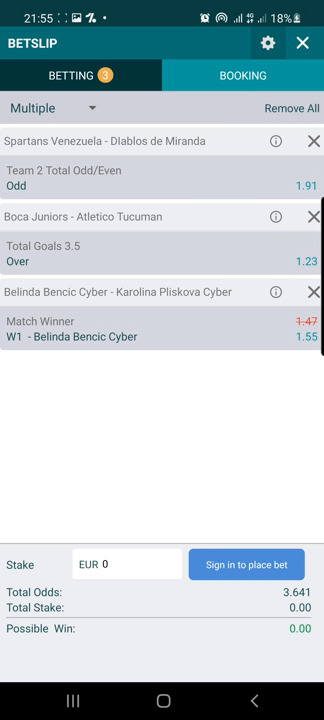 21:55
18%
BETSLIP
BETTING 3
BOOKING
Multiple
Remove All
Spartans Venezuela - DIablos de Miranda
Team 2 Total Odd/Even
Odd 1.91
Boca Juniors - Atletico Tucuman
Total Goals 3.5
Over 1.23
Belinda Bencic Cyber - Karolina Pliskova Cyber
Match Winner 1.47
W1 - Belinda Bencic Cyber 1.55
Stake EUR 0 Sign in to place bet
Total Odds: 3.641
Total Stake: 0.00
Possible Win: 0.00